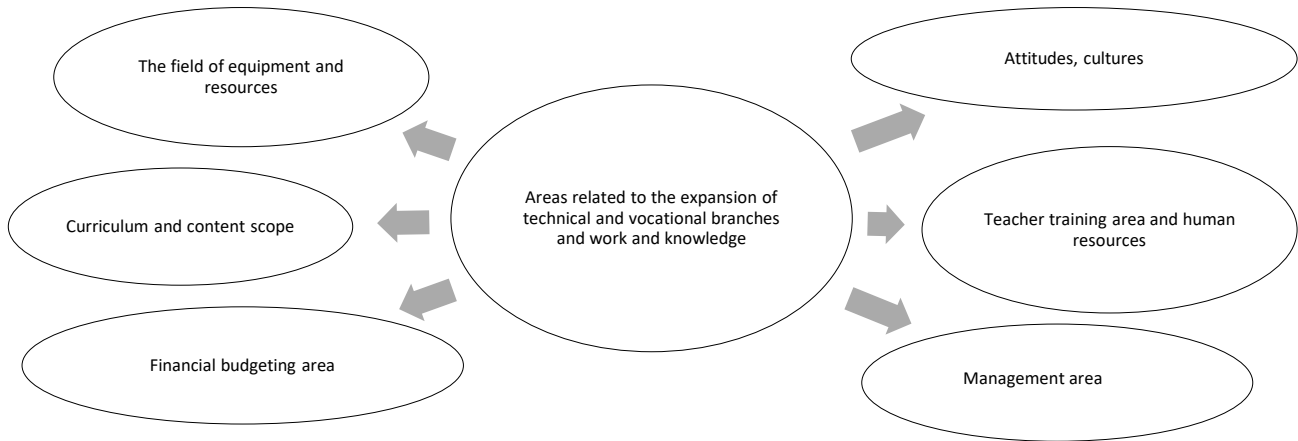 The field of equipment and
resources
Curriculum and content scope
Financial budgeting area
Areas related to the expansion of
technical and vocational branches
and work and knowledge
Attitudes, cultures
Teacher training area and human
resources
Management area